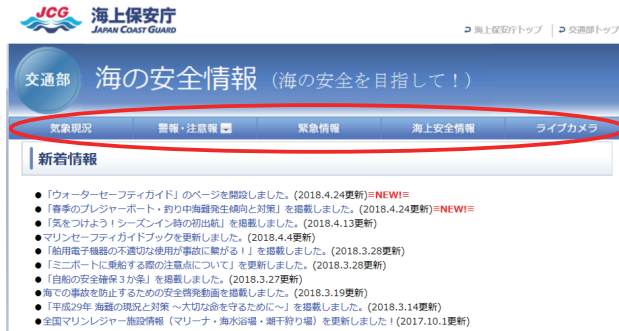 JCG 海上保安庁
JAPAN COAST GUARD
海上保安庁トップ 交通部トップ
交通部 海の安全情報（海の安全を目指して！）
気象現況 警報・注意報 緊急情報 海上安全情報 ライブカメラ
新着情報
●「ウォーターセーフティガイド」のページを開設しました。(2018.4.24更新)=NEW!=
●「春季のプレジャーボート・釣り中海難発生傾向と対策」を掲載しました。(2018.4.24更新)=NEW!=
●「気をつけよう！シーズンイン時の初出航」を掲載しました。(2018.4.13更新)
●マリンセーフティガイドブックを更新しました。(2018.4.4更新)
●「舶用電子機器の不適切な使用が事故に繋がる！」を掲載しました。(2018.3.28更新)
●「ミニボートに乗船する際の注意点について」を更新しました。(2018.3.28更新)
●「自船の安全確保３か条」を掲載しました。(2018.3.27更新)
●海での事故を防止するための安全啓発動画を掲載しました。(2018.3.19更新)
●「平成29年 海難の現況と対策 ～大切な命を守るために～」を掲載しました。(2018.3.14更新)
●全国マリンレジャー施設情報（マリーナ・海水浴場・潮干狩り場）を更新しました！(2017.10.1更新)